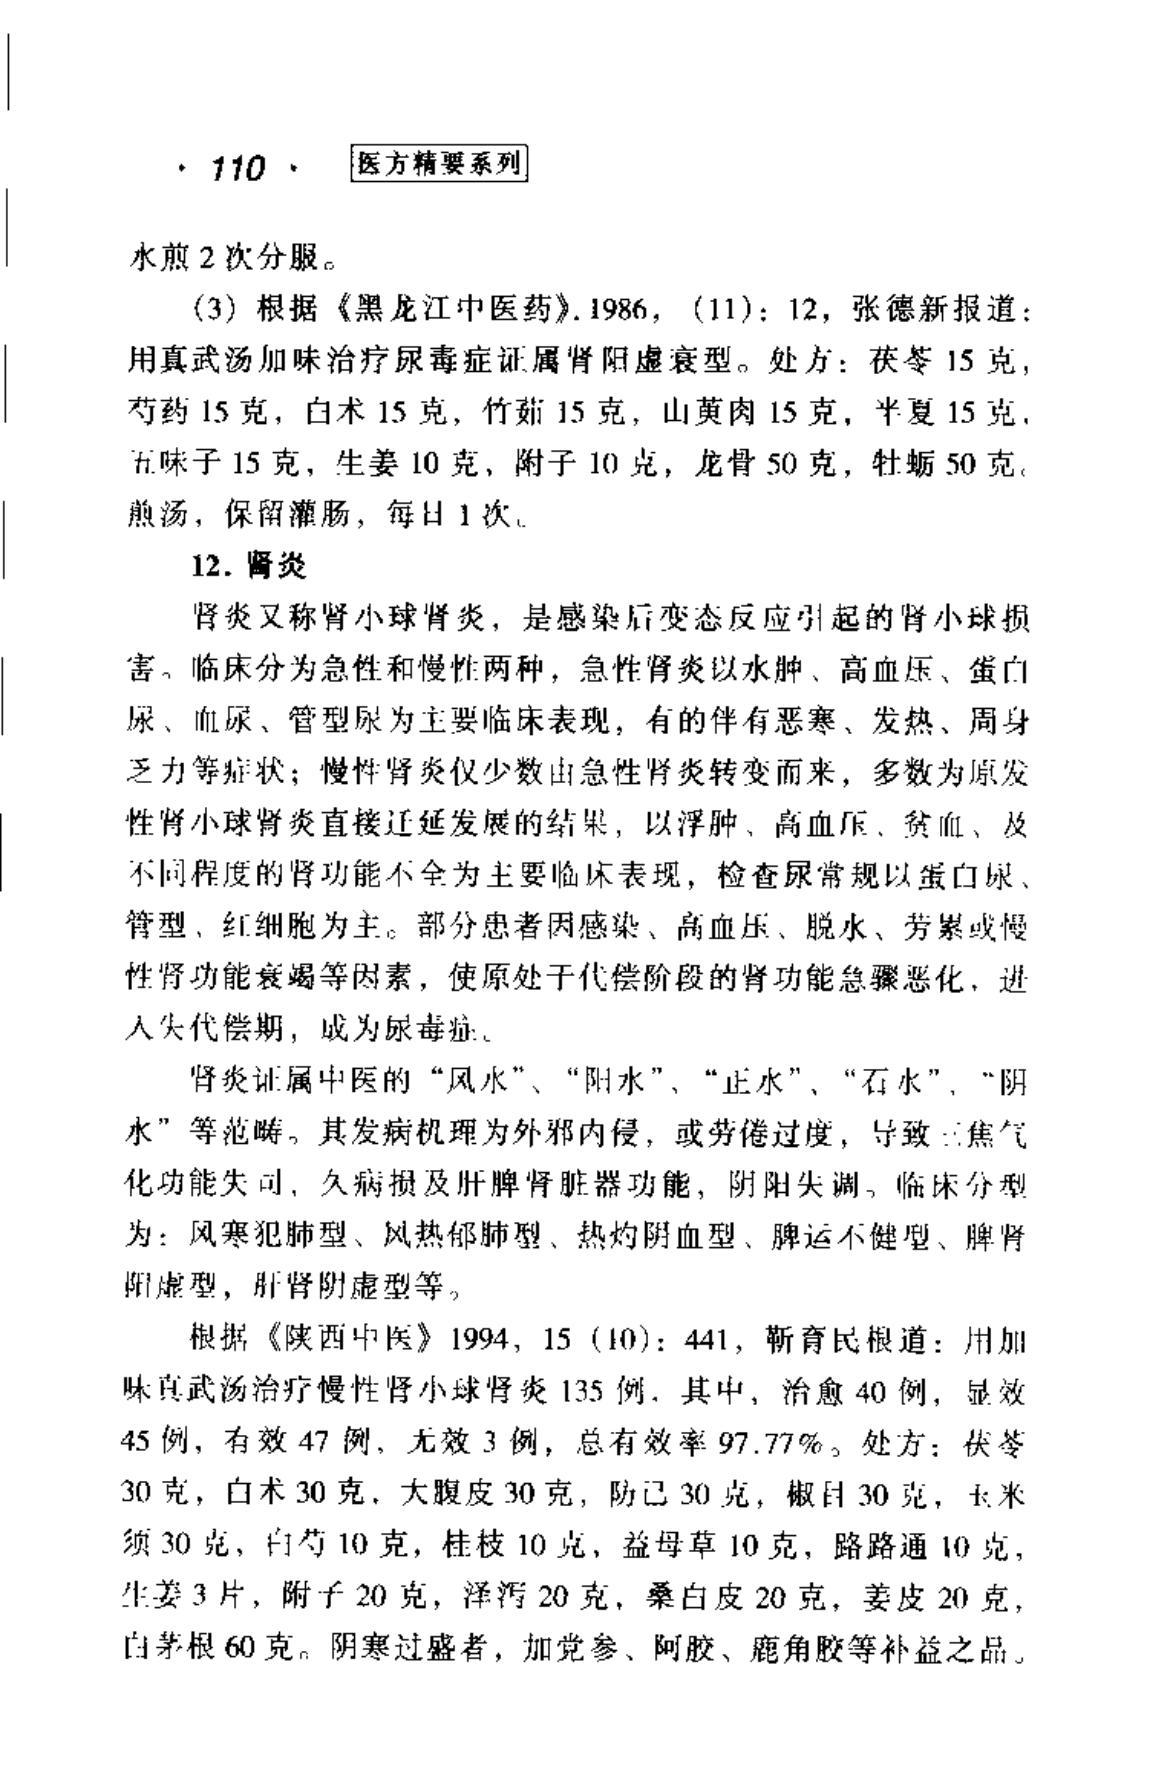 · 110 · 医方精要系列
水煎 2 次分服。
(3) 根据《黑龙江中医药》. 1986, (11): 12, 张德新报道:
用真武汤加味治疗尿毒症证属肾阳虚衰型。处方: 茯苓 15 克,
芍药 15 克, 白术 15 克, 竹茹 15 克, 山萸肉 15 克, 半夏 15 克,
五味子 15 克, 生姜 10 克, 附子 10 克, 龙骨 50 克, 牡蛎 50 克。
煎汤, 保留灌肠, 每日 1 次。
12. 肾炎
肾炎又称肾小球肾炎, 是感染后变态反应引起的肾小球损
害。临床分为急性和慢性两种, 急性肾炎以水肿、高血压、蛋白
尿、血尿、管型尿为主要临床表现, 有的伴有恶寒、发热、周身
乏力等症状; 慢性肾炎仅少数由急性肾炎转变而来, 多数为原发
性肾小球肾炎直接迁延发展的结果, 以浮肿、高血压、贫血、及
不同程度的肾功能不全为主要临床表现, 检查尿常规以蛋白尿、
管型、红细胞为主。部分患者因感染、高血压、脱水、劳累或慢
性肾功能衰竭等因素, 使原处于代偿阶段的肾功能急骤恶化, 进
入失代偿期, 成为尿毒症。
肾炎证属中医的“风水”、“阳水”、“正水”、“石水”、“阴
水”等范畴。其发病机理为外邪内侵, 或劳倦过度, 导致三焦气
化功能失司, 久病损及肝脾肾脏器功能, 阴阳失调。临床分型
为: 风寒犯肺型、风热郁肺型、热灼阴血型、脾运不健型、脾肾
阳虚型, 肝肾阴虚型等。
根据《陕西中医》1994, 15 (10): 441, 靳育民根道: 用加
味真武汤治疗慢性肾小球肾炎 135 例, 其中, 治愈 40 例, 显效
45 例, 有效 47 例, 无效 3 例, 总有效率 97.77%。处方: 茯苓
30 克, 白术 30 克, 大腹皮 30 克, 防己 30 克, 椒目 30 克, 玉米
须 30 克, 白芍 10 克, 桂枝 10 克, 益母草 10 克, 路路通 10 克,
生姜 3 片, 附子 20 克, 泽泻 20 克, 桑白皮 20 克, 姜皮 20 克,
白茅根 60 克。阴寒过盛者, 加党参、阿胶、鹿角胶等补益之品。